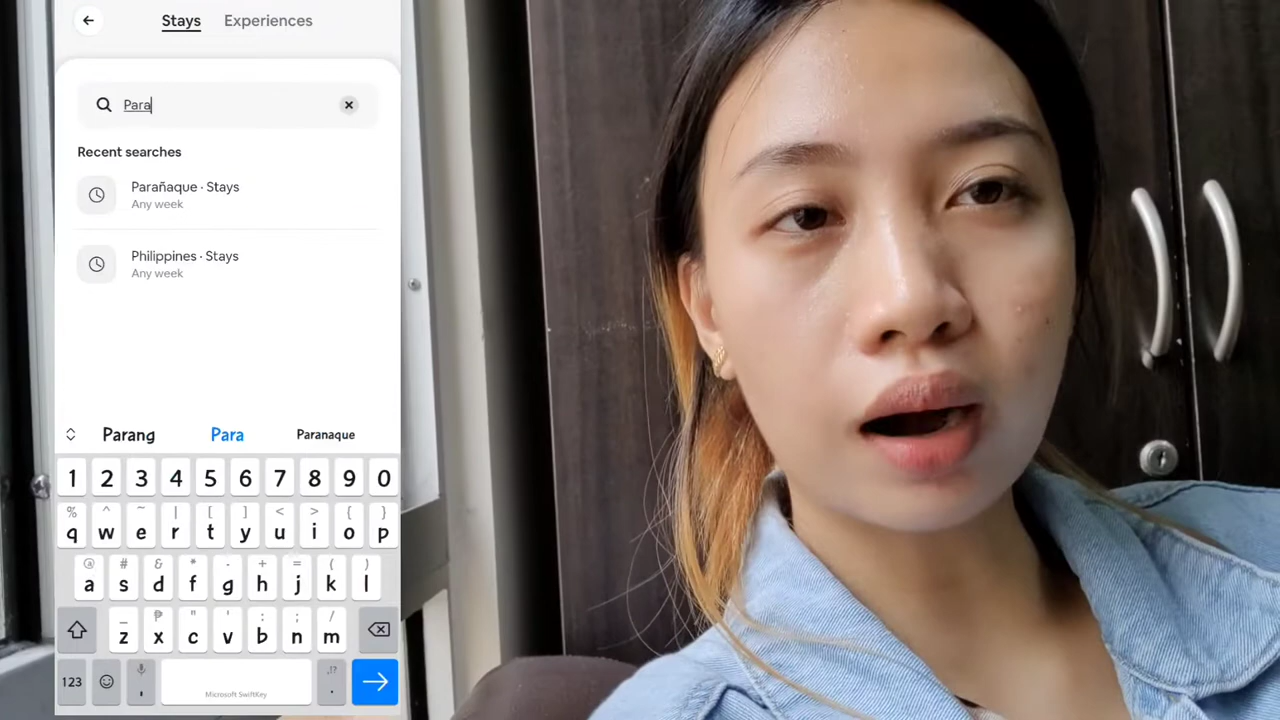 Stays Experiences
Para
Recent searches
Parañaque · Stays
Any week
Philippines · Stays
Any week
Parang Para Paranaque
1 2 3 4 5 6 7 8 9 0
% ^ ~ | [ ] < > { }
q w e r t y u i o p
@ # & * - + = ( )
a s d f g h j k l
_ ₱ " ' : ; /
z x c v b n m
123 , Microsoft SwiftKey ,!? .